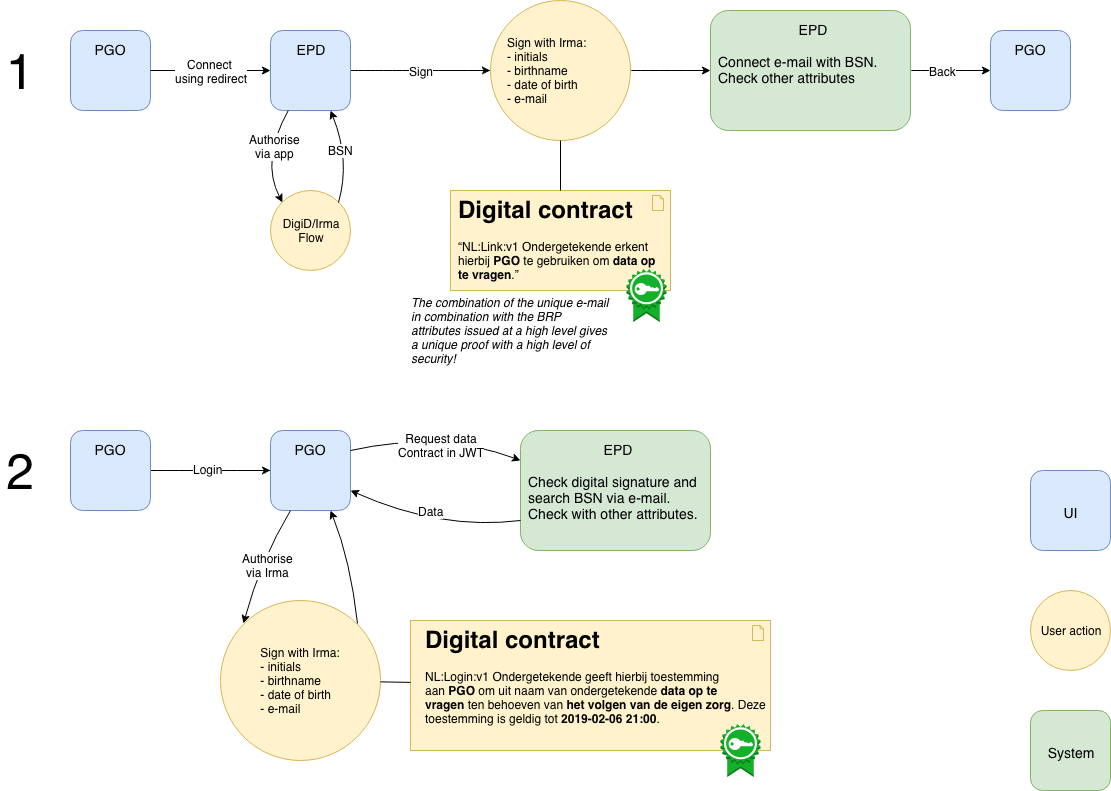 1
PGO
Connect
using redirect
EPD
Authorise
via app
BSN
DigiD/Irma
Flow
Sign
Sign with Irma:
- initials
- birthname
- date of birth
- e-mail
EPD
Connect e-mail with BSN.
Check other attributes
Back
PGO
Digital contract
“NL:Link:v1 Ondergetekende erkent
hierbij PGO te gebruiken om data op
te vragen.”
The combination of the unique e-mail
in combination with the BRP
attributes issued at a high level gives
a unique proof with a high level of
security!
2
PGO
Login
PGO
Request data
Contract in JWT
Data
EPD
Check digital signature and
search BSN via e-mail.
Check with other attributes.
Authorise
via Irma
Sign with Irma:
- initials
- birthname
- date of birth
- e-mail
Digital contract
NL:Login:v1 Ondergetekende geeft hierbij toestemming
aan PGO om uit naam van ondergetekende data op te
vragen ten behoeven van het volgen van de eigen zorg. Deze
toestemming is geldig tot 2019-02-06 21:00.
UI
User action
System